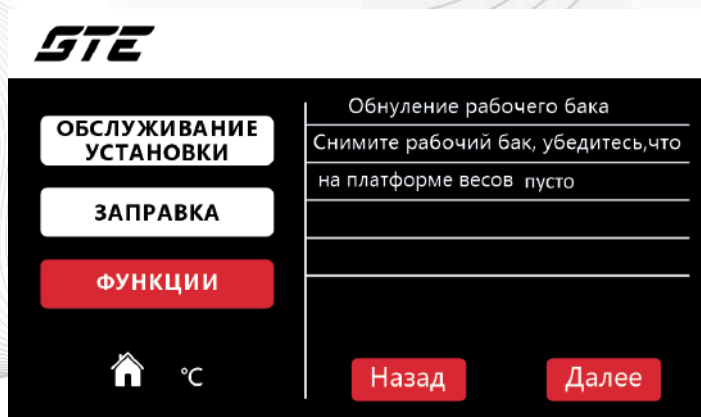 GTE
ОБСЛУЖИВАНИЕ
УСТАНОВКИ
ЗАПРАВКА
ФУНКЦИИ
°C
Обнуление рабочего бака
Снимите рабочий бак, убедитесь,что
на платформе весов пусто
Назад
Далее